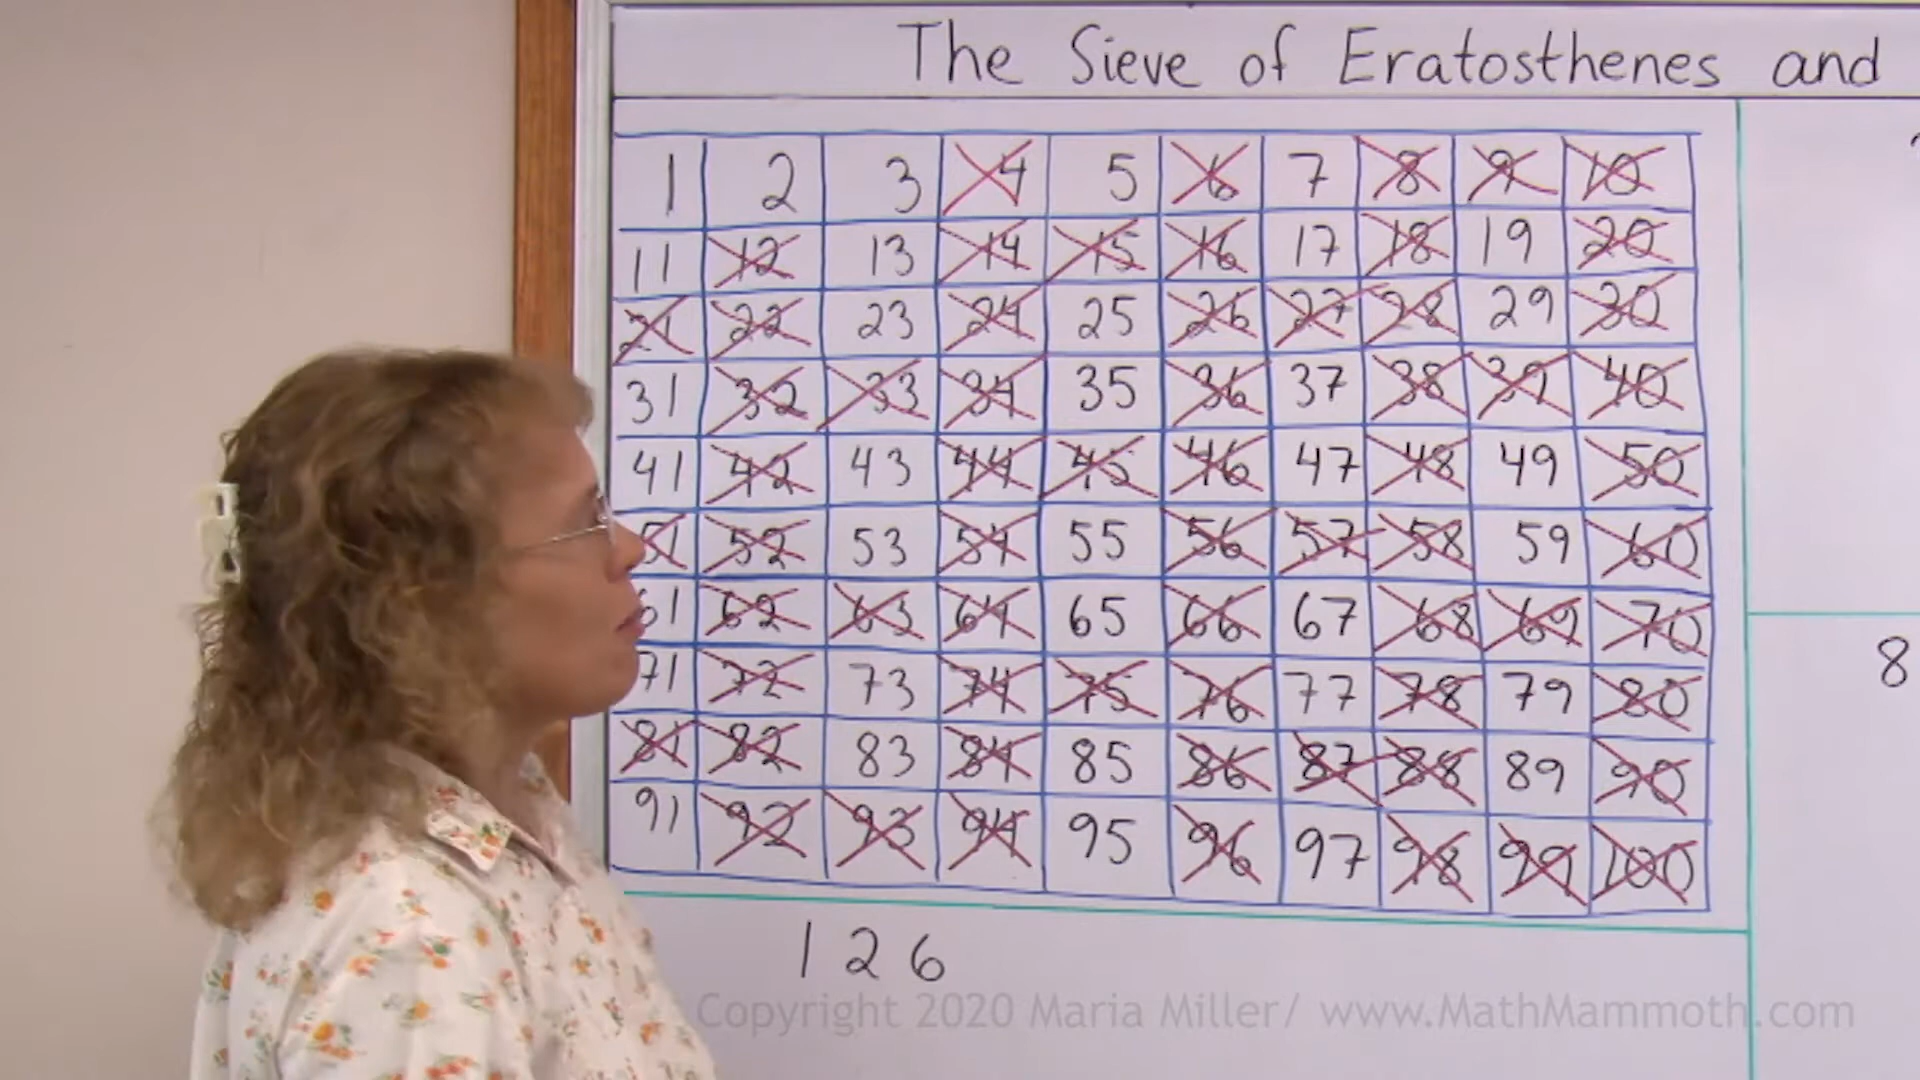 The Sieve of Eratosthenes and
1 2 3 4 5 6 7 8 9 10
11 12 13 14 15 16 17 18 19 20
21 22 23 24 25 26 27 28 29 30
31 32 33 34 35 36 37 38 39 40
41 42 43 44 45 46 47 48 49 50
51 52 53 54 55 56 57 58 59 60
61 62 63 64 65 66 67 68 69 70
71 72 73 74 75 76 77 78 79 80
8
81 82 83 84 85 86 87 88 89 90
91 92 93 94 95 96 97 98 99 100
126
Copyright 2020 Maria Miller/ www.MathMammoth.com